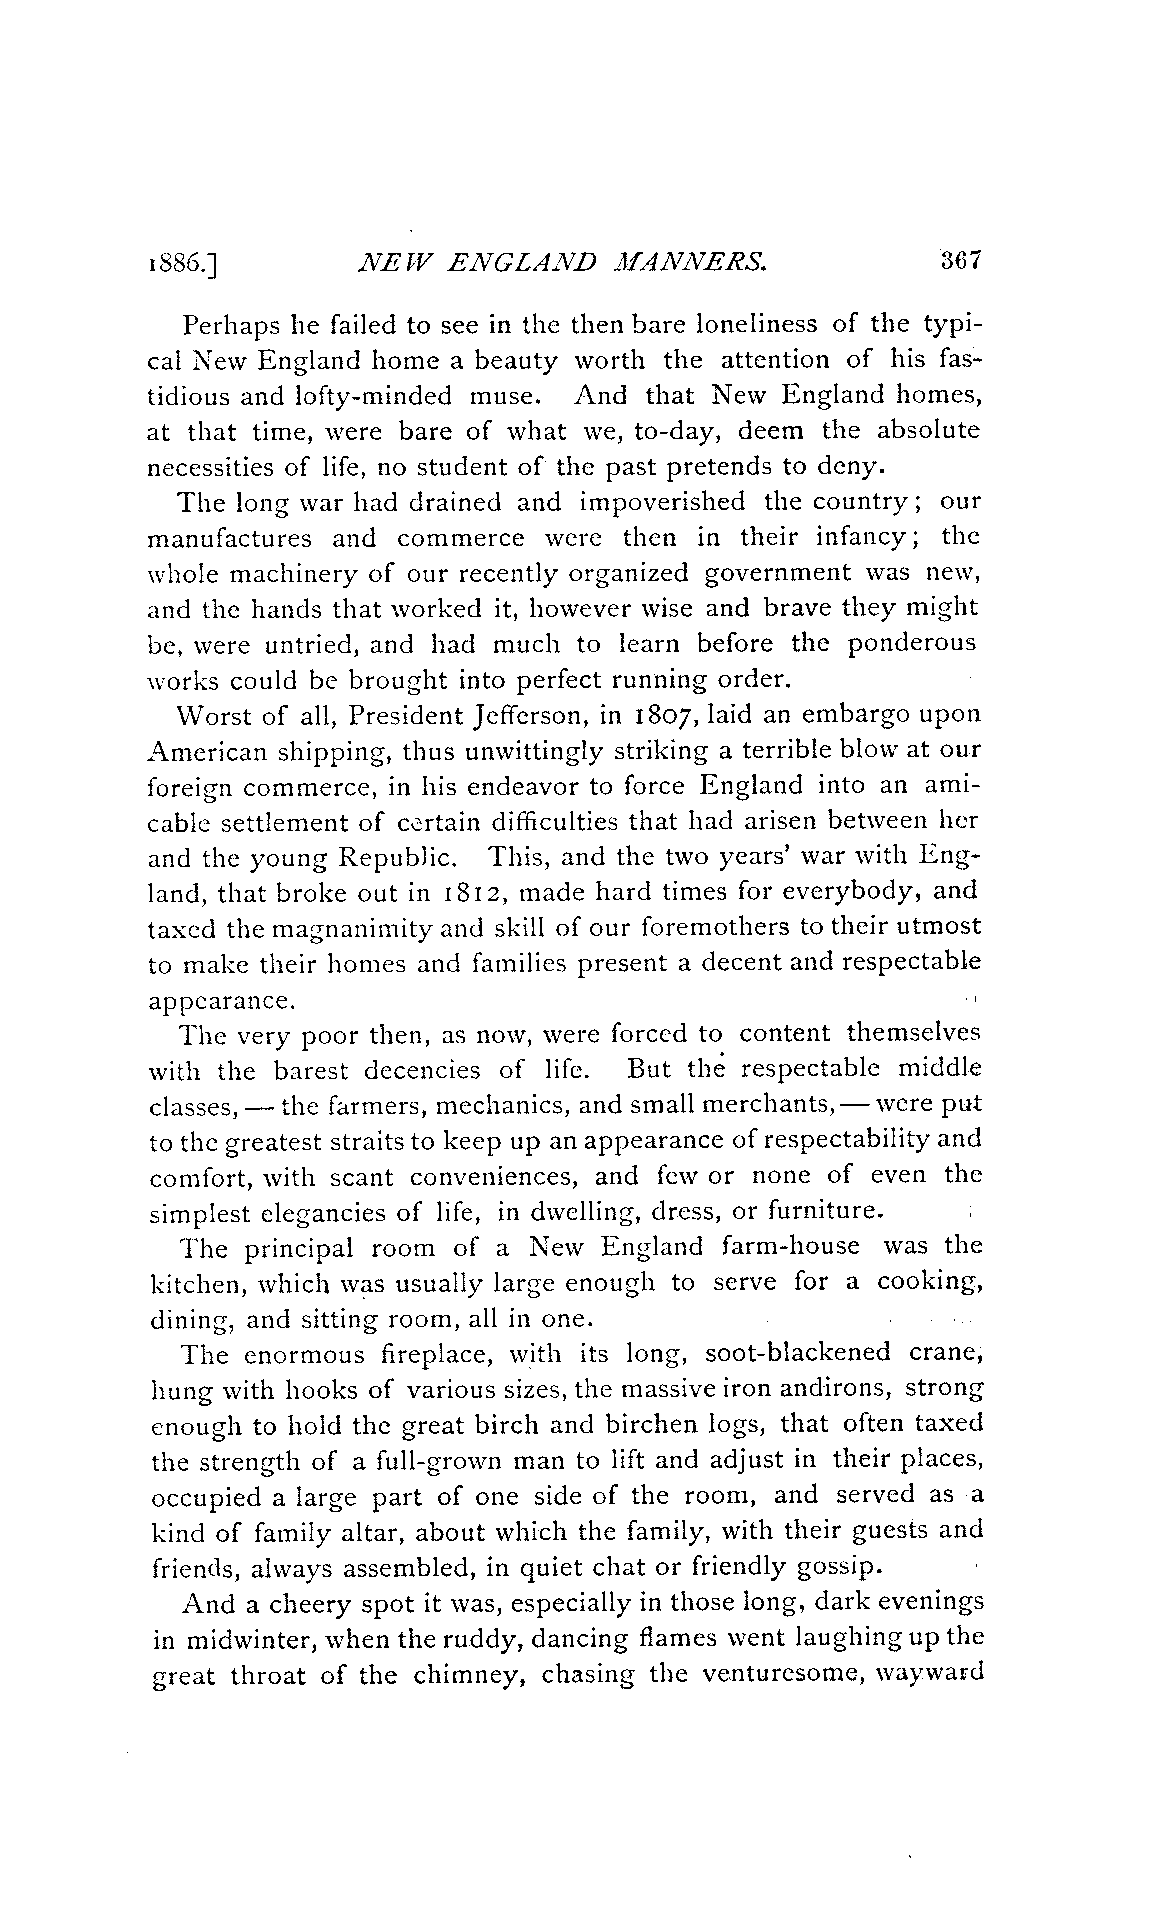 1886.] NEW ENGLAND MANNERS. 367
Perhaps he failed to see in the then bare loneliness of the typi-
cal New England home a beauty worth the attention of his fas-
tidious and lofty-minded muse. And that New England homes,
at that time, were bare of what we, to-day, deem the absolute
necessities of life, no student of the past pretends to deny.
The long war had drained and impoverished the country; our
manufactures and commerce were then in their infancy; the
whole machinery of our recently organized government was new,
and the hands that worked it, however wise and brave they might
be, were untried, and had much to learn before the ponderous
works could be brought into perfect running order.
Worst of all, President Jefferson, in 1807, laid an embargo upon
American shipping, thus unwittingly striking a terrible blow at our
foreign commerce, in his endeavor to force England into an ami-
cable settlement of certain difficulties that had arisen between her
and the young Republic. This, and the two years' war with Eng-
land, that broke out in 1812, made hard times for everybody, and
taxed the magnanimity and skill of our foremothers to their utmost
to make their homes and families present a decent and respectable
appearance.
The very poor then, as now, were forced to content themselves
with the barest decencies of life. But the respectable middle
classes, — the farmers, mechanics, and small merchants, — were put
to the greatest straits to keep up an appearance of respectability and
comfort, with scant conveniences, and few or none of even the
simplest elegancies of life, in dwelling, dress, or furniture.
The principal room of a New England farm-house was the
kitchen, which was usually large enough to serve for a cooking,
dining, and sitting room, all in one.
The enormous fireplace, with its long, soot-blackened crane,
hung with hooks of various sizes, the massive iron andirons, strong
enough to hold the great birch and birchen logs, that often taxed
the strength of a full-grown man to lift and adjust in their places,
occupied a large part of one side of the room, and served as a
kind of family altar, about which the family, with their guests and
friends, always assembled, in quiet chat or friendly gossip.
And a cheery spot it was, especially in those long, dark evenings
in midwinter, when the ruddy, dancing flames went laughing up the
great throat of the chimney, chasing the venturesome, wayward